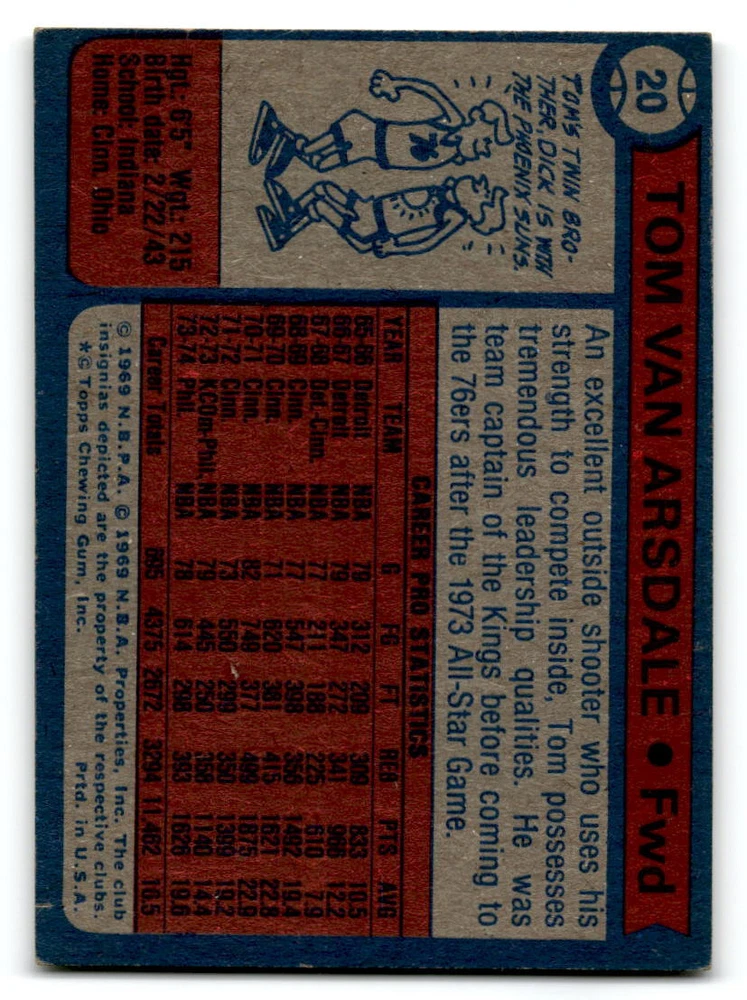 20
TOM VAN ARSDALE • Fwd
TOM'S TWIN BRO-
THER, DICK IS WITH
THE PHOENIX SUNS.
76
Hgt.: 6'5" Wgt.: 215
Birth date: 2/22/43
School: Indiana
Home: Cinn. Ohio
An excellent outside shooter who uses his
strength to compete inside, Tom possesses
tremendous leadership qualities. He was
team captain of the Kings before coming to
the 76ers after the 1973 All-Star Game.
CAREER PRO STATISTICS
YEAR TEAM G FG FT REB PTS AVG
65-66 Detroit NBA 79 312 209 309 833 10.5
66-67 Detroit NBA 79 347 272 341 966 12.2
67-68 Det.-Cinn. NBA 77 211 188 225 610 7.9
68-69 Cinn. NBA 77 547 398 356 1492 19.4
69-70 Cinn. NBA 71 620 381 415 1621 22.8
70-71 Cinn. NBA 82 749 377 499 1875 22.9
71-72 Cinn. NBA 73 550 299 350 1399 19.2
72-73 KCOm-Phil. NBA 79 445 250 1140 14.4
73-74 Phil. NBA 78 614 298 393 1526 19.6
Career Totals 695 2672 11,462 16.5
© 1969 N.B.P.A. © 1969 N.B.A. Properties, Inc. The club
insignias depicted are the property of the respective clubs.
*© Topps Chewing Gum, Inc. Prtd. in U.S.A.